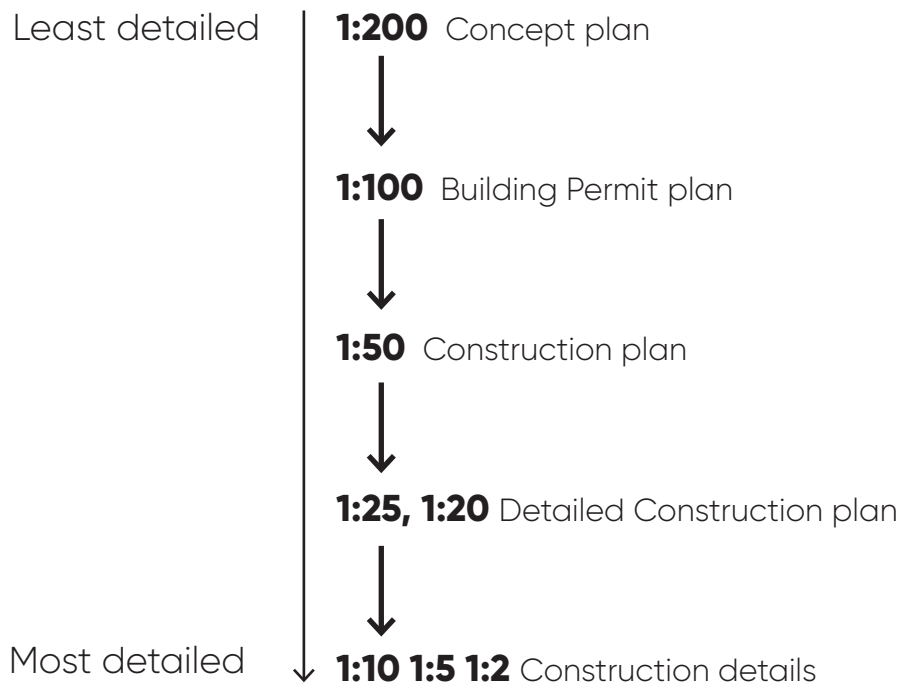 Least detailed
1:200 Concept plan
1:100 Building Permit plan
1:50 Construction plan
1:25, 1:20 Detailed Construction plan
Most detailed
1:10 1:5 1:2 Construction details